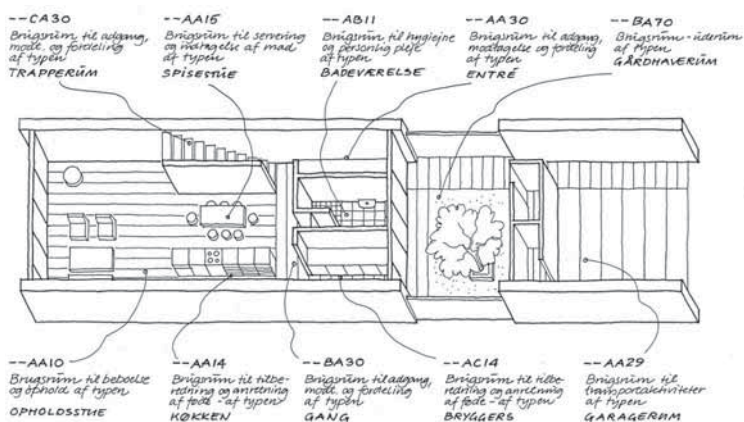 --CA30
Brugsrum til adgang,
modt. og fordeling
af typen
TRAPPERUM
--AA15
Brugsrum til servering
og indtagelse af mad
af typen
SPISESTUE
--AB11
Brugsrum til hygiejne
og personlig pleje
af typen
BADEVÆRELSE
--AA30
Brugsrum til adgang,
modtagelse og fordeling
af typen
ENTRÉ
--BA70
Brugsrum - uderum
af typen
GÅRDHAVERUM
--AA10
Brugsrum til beboelse
og ophold af typen
OPHOLDSSTUE
--AA14
Brugsrum til tilbe-
redning og anretning
af føde - af typen
KØKKEN
--BA30
Brugsrum til adgang,
modt. og fordeling
af typen
GANG
--AC14
Brugsrum til tilbe-
redning og anretning
af føde - af typen
BRYGGERS
--AA29
Brugsrum til
transportaktiviteter
af typen
GARAGERUM